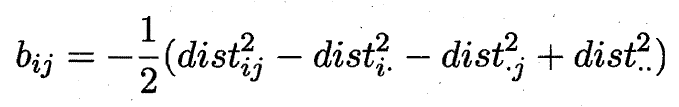 $b_{ij} = -\frac{1}{2}(dist_{ij}^{2} - dist_{i\cdot}^{2} - dist_{\cdot j}^{2} + dist_{\cdot\cdot}^{2})$